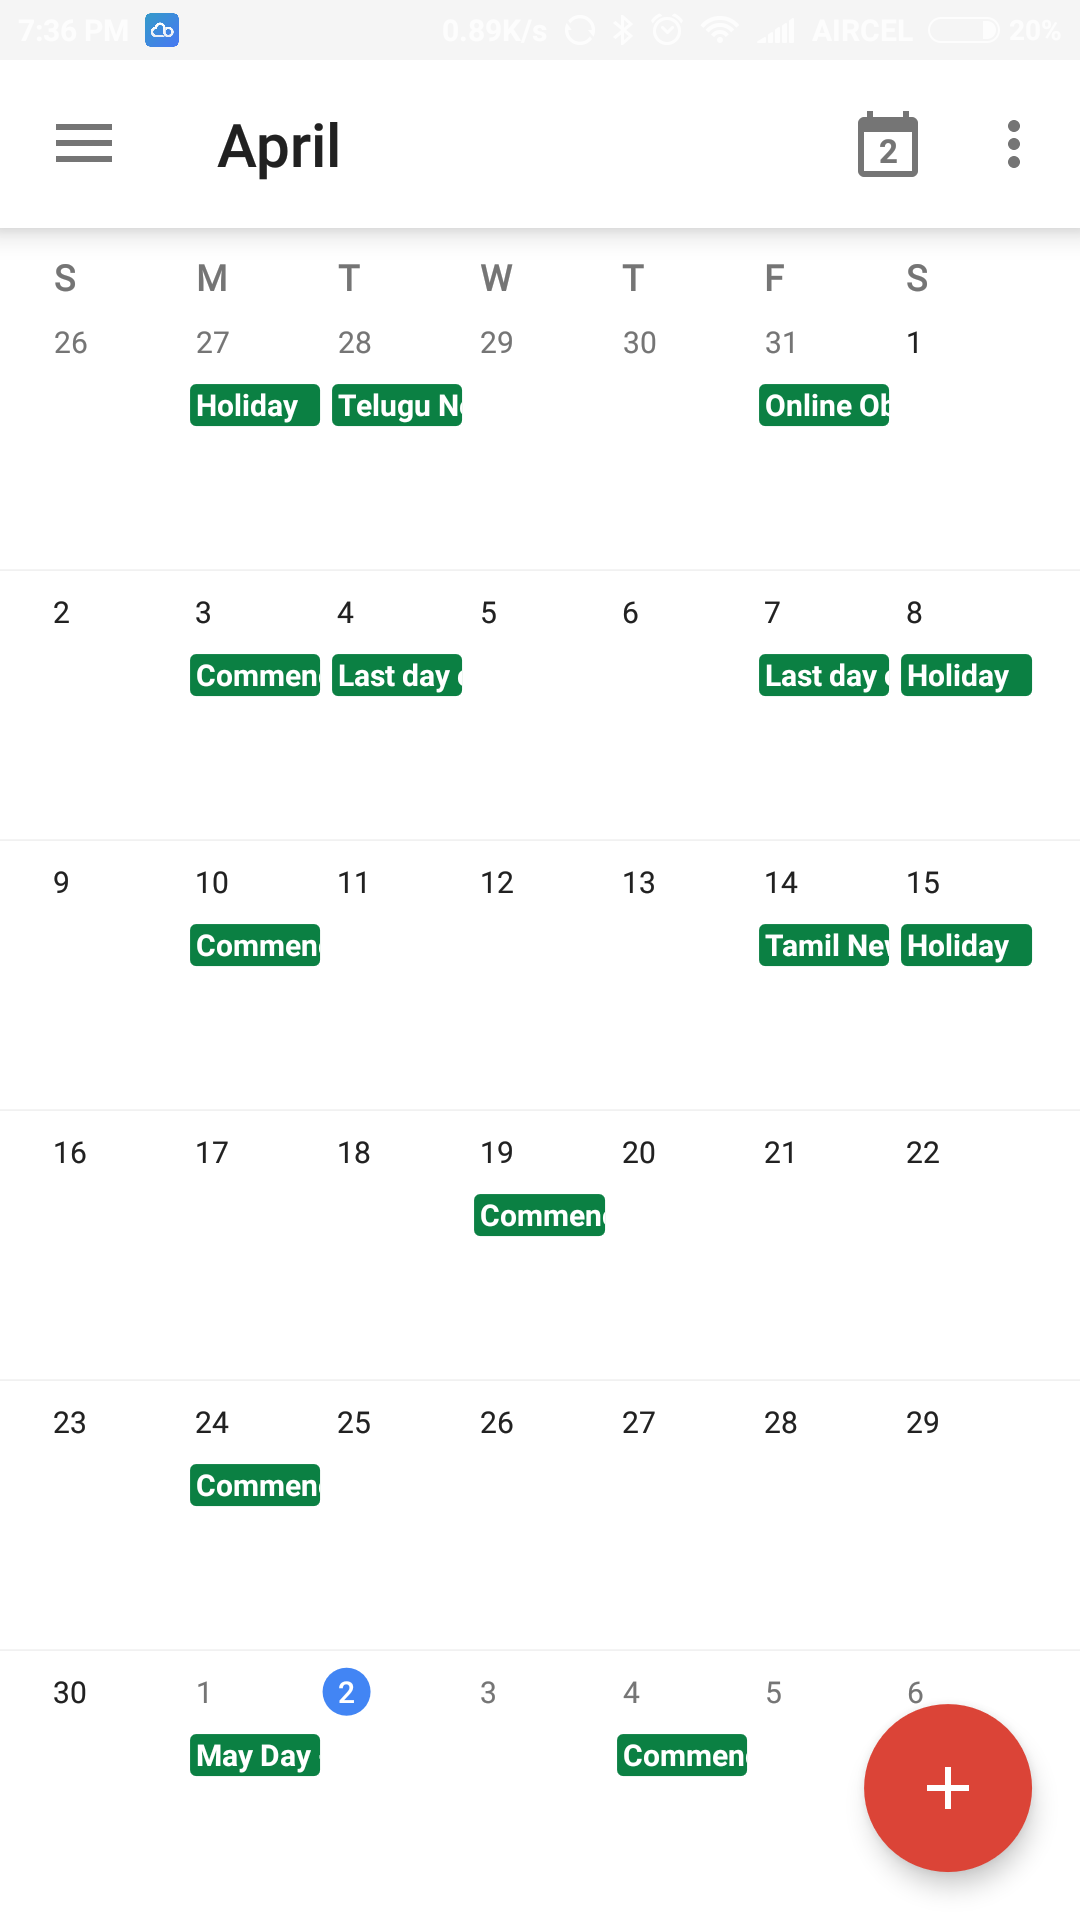 7:36 PM 0.89K/s AIRCEL 20%
April 2
S M T W T F S
26 27 28 29 30 31 1
Holiday Telugu N Online Ob
2 3 4 5 6 7 8
Commen Last day Last day Holiday
9 10 11 12 13 14 15
Commen Tamil Nev Holiday
16 17 18 19 20 21 22
Commen
23 24 25 26 27 28 29
Commen
30 1 2 3 4 5 6
May Day Commen